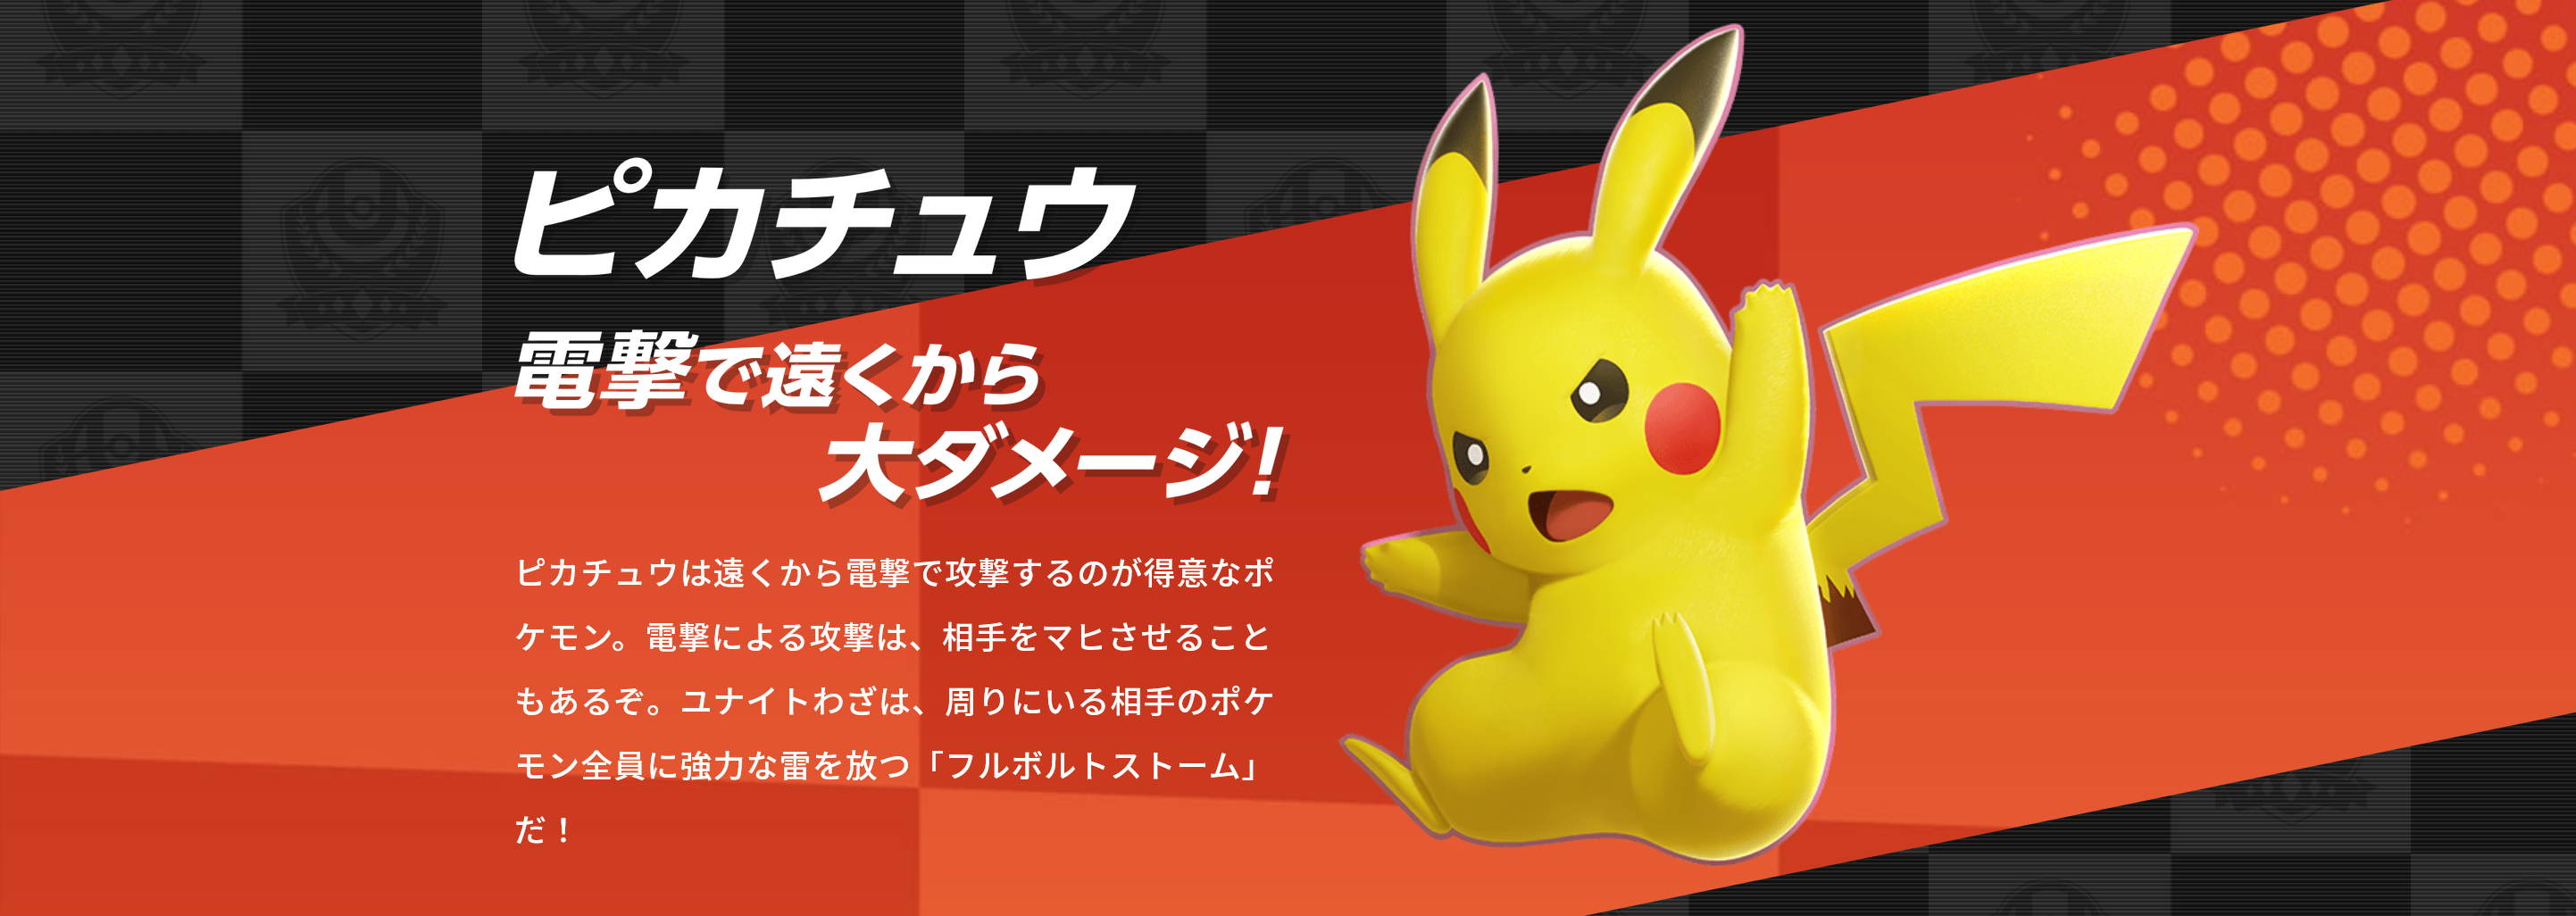 ピカチュウ
電撃で遠くから
大ダメージ!
ピカチュウは遠くから電撃で攻撃するのが得意なポ
ケモン。電撃による攻撃は、相手をマヒさせること
もあるぞ。ユナイトわざは、周りにいる相手のポケ
モン全員に強力な雷を放つ「フルボルトストーム」
だ！